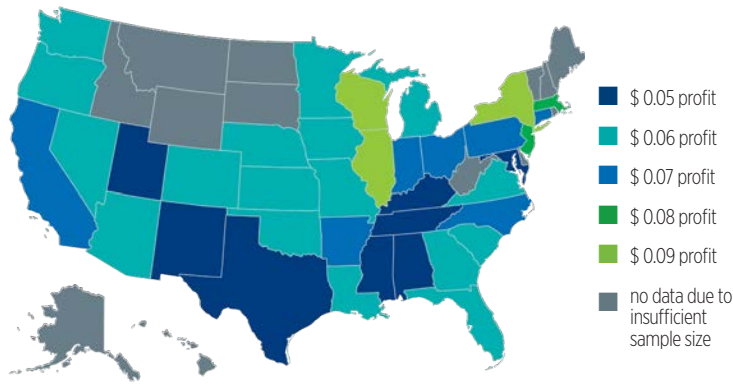 $ 0.05 profit
$ 0.06 profit
$ 0.07 profit
$ 0.08 profit
$ 0.09 profit
no data due to
insufficient
sample size